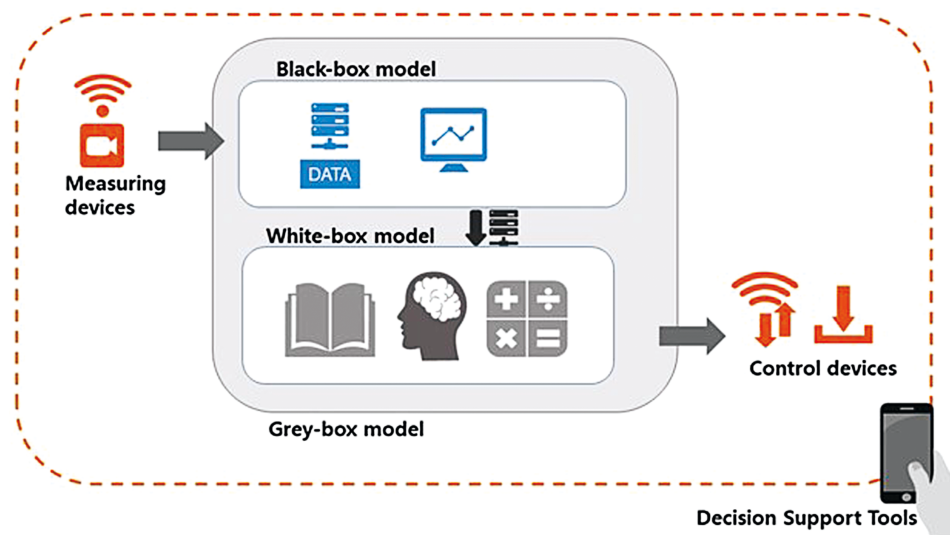 Black-box model
DATA
Measuring
devices
White-box model
Control devices
Grey-box model
Decision Support Tools